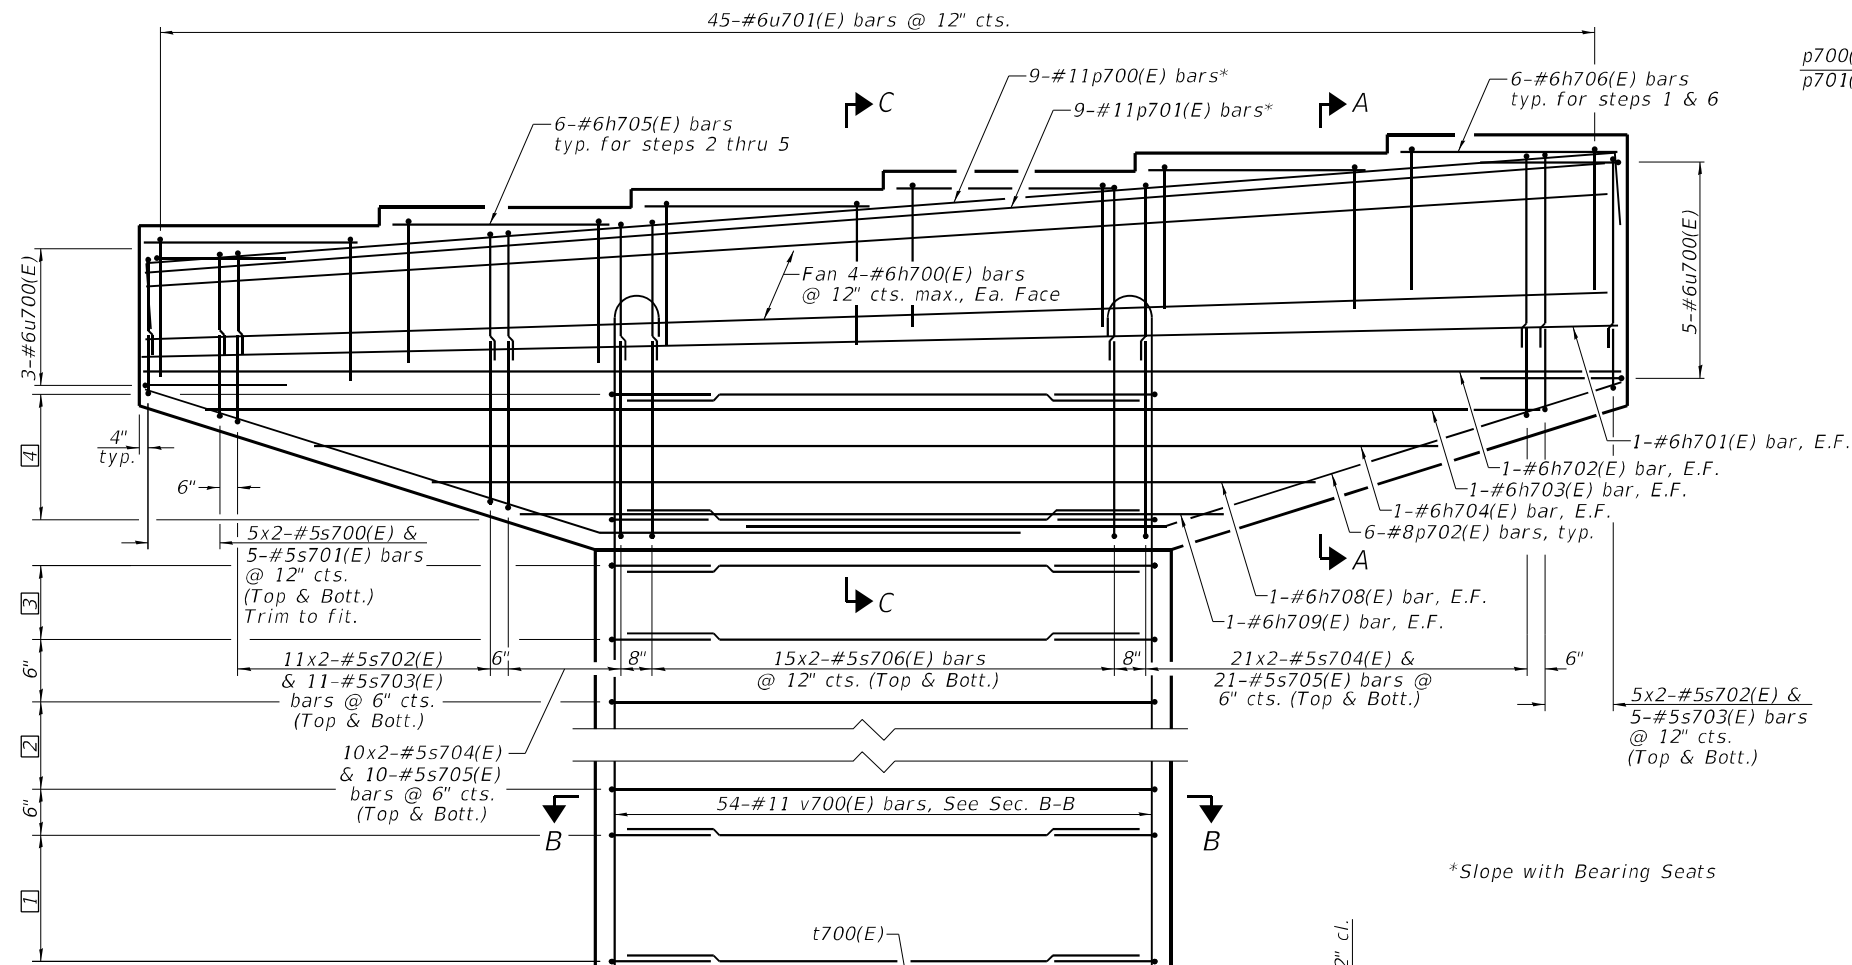 45-#6u701(E) bars @ 12" cts.
9-#11p700(E) bars*
9-#11p701(E) bars*
6-#6h706(E) bars
typ. for steps 1 & 6
p700(
p701(
C
A
6-#6h705(E) bars
typ. for steps 2 thru 5
3-#6u700(E)
5-#6u700(E)
Fan 4-#6h700(E) bars
@ 12" cts. max., Ea. Face
4"
typ.
6"
4
1-#6h701(E) bar, E.F.
1-#6h702(E) bar, E.F.
1-#6h703(E) bar, E.F.
1-#6h704(E) bar, E.F.
6-#8p702(E) bars, typ.
5x2-#5s700(E) &
5-#5s701(E) bars
@ 12" cts.
(Top & Bott.)
Trim to fit.
A
C
1-#6h708(E) bar, E.F.
1-#6h709(E) bar, E.F.
3
6"
11x2-#5s702(E)
& 11-#5s703(E)
bars @ 6" cts.
(Top & Bott.)
6"
8"
15x2-#5s706(E) bars
@ 12" cts. (Top & Bott.)
8"
21x2-#5s704(E) &
21-#5s705(E) bars @
6" cts. (Top & Bott.)
6"
5x2-#5s702(E) &
5-#5s703(E) bars
@ 12" cts.
(Top & Bott.)
2
10x2-#5s704(E)
& 10-#5s705(E)
bars @ 6" cts.
(Top & Bott.)
6"
54-#11 v700(E) bars, See Sec. B-B
B
B
1
*Slope with Bearing Seats
t700(E)
2" cl.